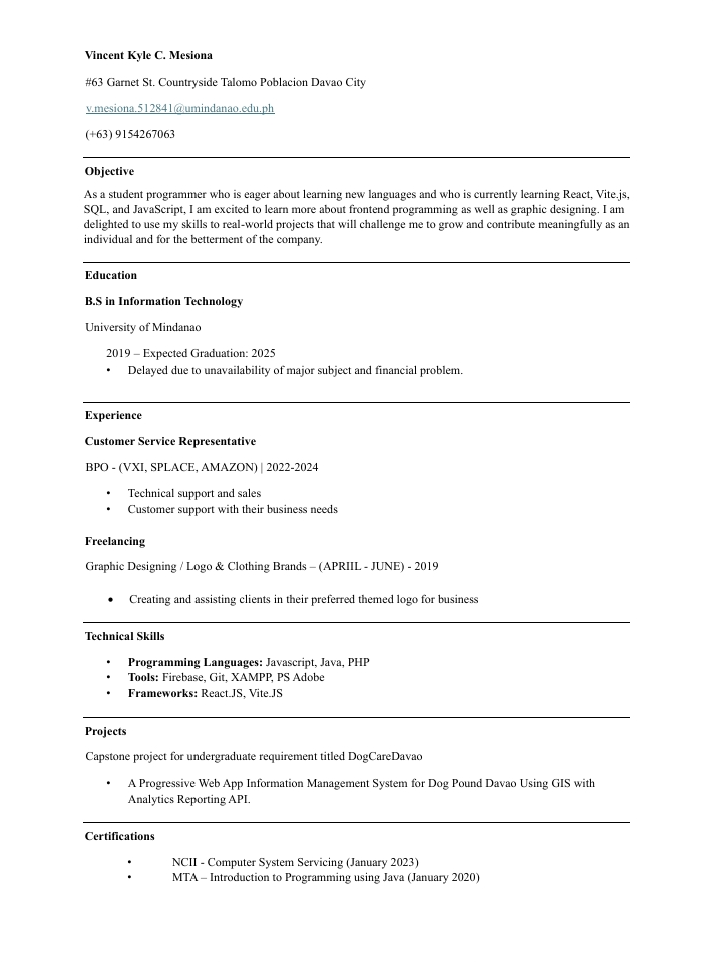 Vincent Kyle C. Mesiona
#63 Garnet St. Countryside Talomo Poblacion Davao City
v.mesiona.512841@umindanao.edu.ph
(+63) 9154267063
Objective
As a student programmer who is eager about learning new languages and who is currently learning React, Vite.js,
SQL, and JavaScript, I am excited to learn more about frontend programming as well as graphic designing. I am
delighted to use my skills to real-world projects that will challenge me to grow and contribute meaningfully as an
individual and for the betterment of the company.
Education
B.S in Information Technology
University of Mindanao
2019 – Expected Graduation: 2025
• Delayed due to unavailability of major subject and financial problem.
Experience
Customer Service Representative
BPO - (VXI, SPLACE, AMAZON) | 2022-2024
• Technical support and sales
• Customer support with their business needs
Freelancing
Graphic Designing / Logo & Clothing Brands – (APRIIL - JUNE) - 2019
• Creating and assisting clients in their preferred themed logo for business
Technical Skills
• Programming Languages: Javascript, Java, PHP
• Tools: Firebase, Git, XAMPP, PS Adobe
• Frameworks: React.JS, Vite.JS
Projects
Capstone project for undergraduate requirement titled DogCareDavao
• A Progressive Web App Information Management System for Dog Pound Davao Using GIS with
Analytics Reporting API.
Certifications
• NCII - Computer System Servicing (January 2023)
• MTA – Introduction to Programming using Java (January 2020)